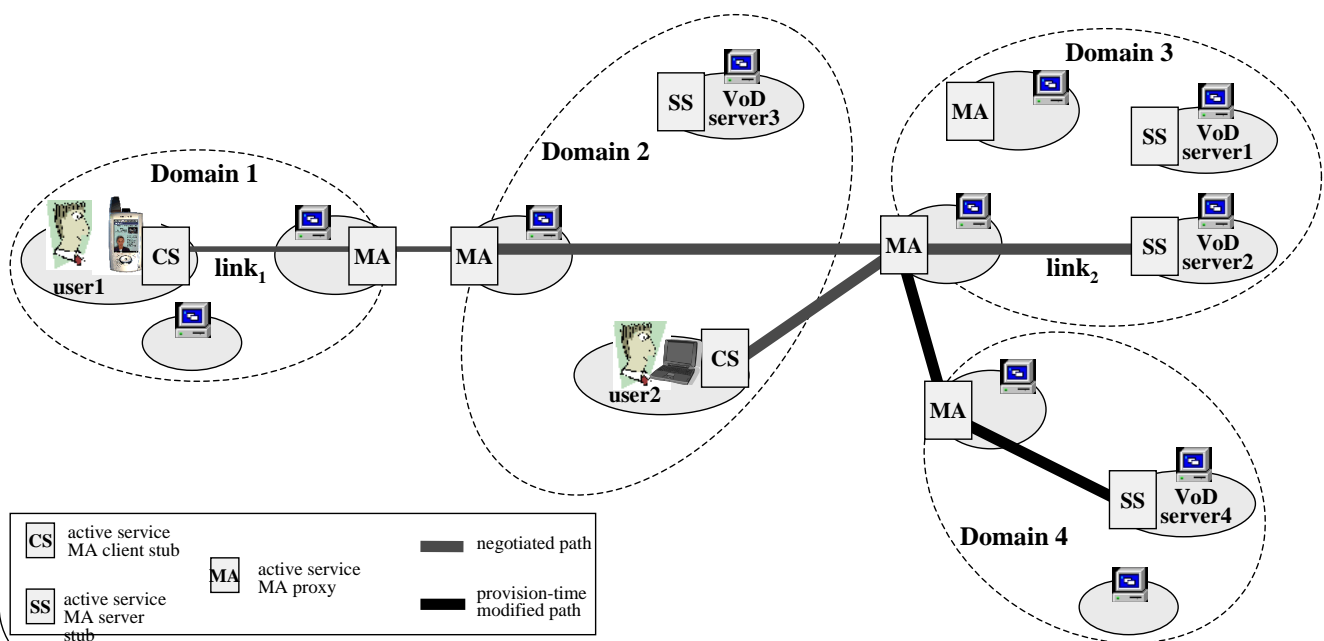 Domain 1
user1
CS
link1
MA
Domain 2
SS
VoD
server3
MA
user2
CS
Domain 3
MA
SS
VoD
server1
MA
link2
SS
VoD
server2
MA
SS
VoD
server4
Domain 4
CS
active service
MA client stub
SS
active service
MA server
stub
MA
active service
MA proxy
negotiated path
provision-time
modified path